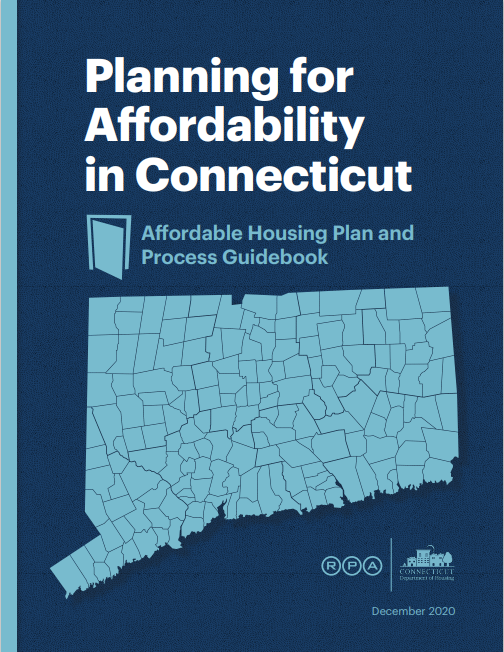 Planning for
Affordability
in Connecticut
Affordable Housing Plan and
Process Guidebook
RPA
CONNECTICUT
Department of Housing
December 2020